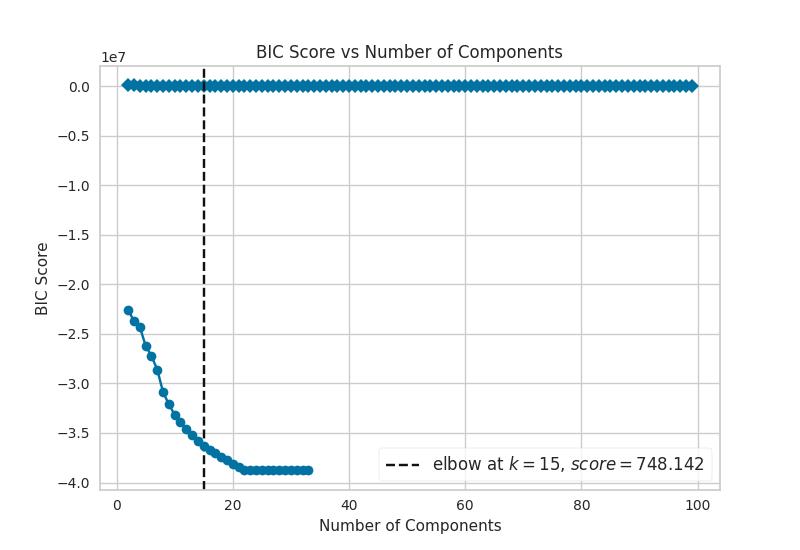 BIC Score vs Number of Components
1e7
0.0
−0.5
−1.0
−1.5
−2.0
−2.5
−3.0
−3.5
−4.0
BIC Score
elbow at k = 15, score = 748.142
0 20 40 60 80 100
Number of Components